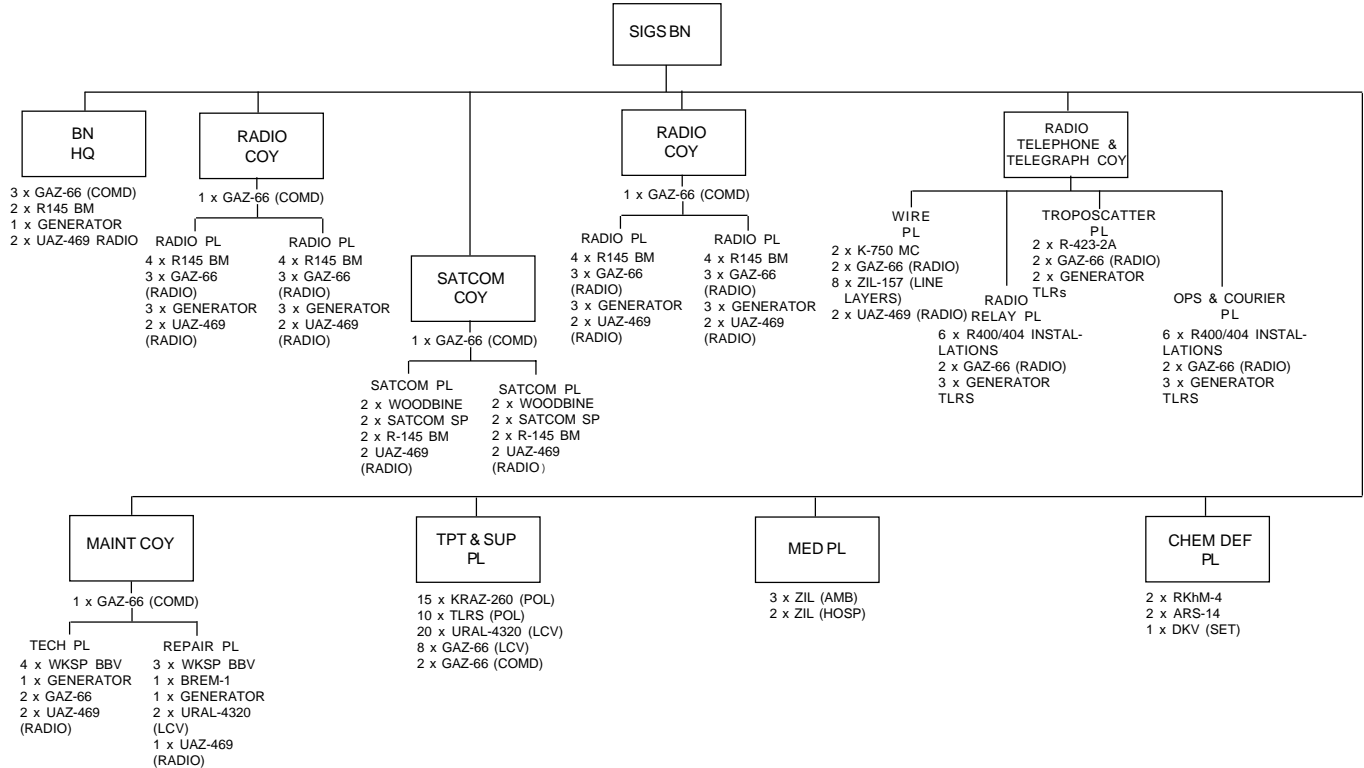 SIGS BN
BN
HQ
3 x GAZ-66 (COMD)
2 x R145 BM
1 x GENERATOR
2 x UAZ-469 RADIO
RADIO
COY
1 x GAZ-66 (COMD)
RADIO PL
4 x R145 BM
3 x GAZ-66
(RADIO)
3 x GENERATOR
2 x UAZ-469
(RADIO)
RADIO PL
4 x R145 BM
3 x GAZ-66
(RADIO)
3 x GENERATOR
2 x UAZ-469
(RADIO)
SATCOM
COY
1 x GAZ-66 (COMD)
SATCOM PL
2 x WOODBINE
2 x SATCOM SP
2 x R-145 BM
2 UAZ-469
(RADIO)
SATCOM PL
2 x WOODBINE
2 x SATCOM SP
2 x R-145 BM
2 UAZ-469
(RADIO)
RADIO
COY
1 x GAZ-66 (COMD)
RADIO PL
4 x R145 BM
3 x GAZ-66
(RADIO)
3 x GENERATOR
2 x UAZ-469
(RADIO)
RADIO PL
4 x R145 BM
3 x GAZ-66
(RADIO)
3 x GENERATOR
2 x UAZ-469
(RADIO)
RADIO
TELEPHONE &
TELEGRAPH COY
WIRE
PL
2 x K-750 MC
2 x GAZ-66 (RADIO)
8 x ZIL-157 (LINE
LAYERS)
2 x UAZ-469 (RADIO)
RADIO
RELAY PL
6 x R400/404 INSTAL-
LATIONS
2 x GAZ-66 (RADIO)
3 x GENERATOR
TLRS
TROPOSCATTER
PL
2 x R-423-2A
2 x GAZ-66 (RADIO)
2 x GENERATOR
TLRs
OPS & COURIER
PL
6 x R400/404 INSTAL-
LATIONS
2 x GAZ-66 (RADIO)
3 x GENERATOR
TLRS
MAINT COY
1 x GAZ-66 (COMD)
TECH PL
4 x WKSP BBV
1 x GENERATOR
2 x GAZ-66
2 x UAZ-469
(RADIO)
REPAIR PL
3 x WKSP BBV
1 x BREM-1
1 x GENERATOR
2 x URAL-4320
(LCV)
1 x UAZ-469
(RADIO)
TPT & SUP
PL
15 x KRAZ-260 (POL)
10 x TLRS (POL)
20 x URAL-4320 (LCV)
8 x GAZ-66 (LCV)
2 x GAZ-66 (COMD)
MED PL
3 x ZIL (AMB)
2 x ZIL (HOSP)
CHEM DEF
PL
2 x RKhM-4
2 x ARS-14
1 x DKV (SET)